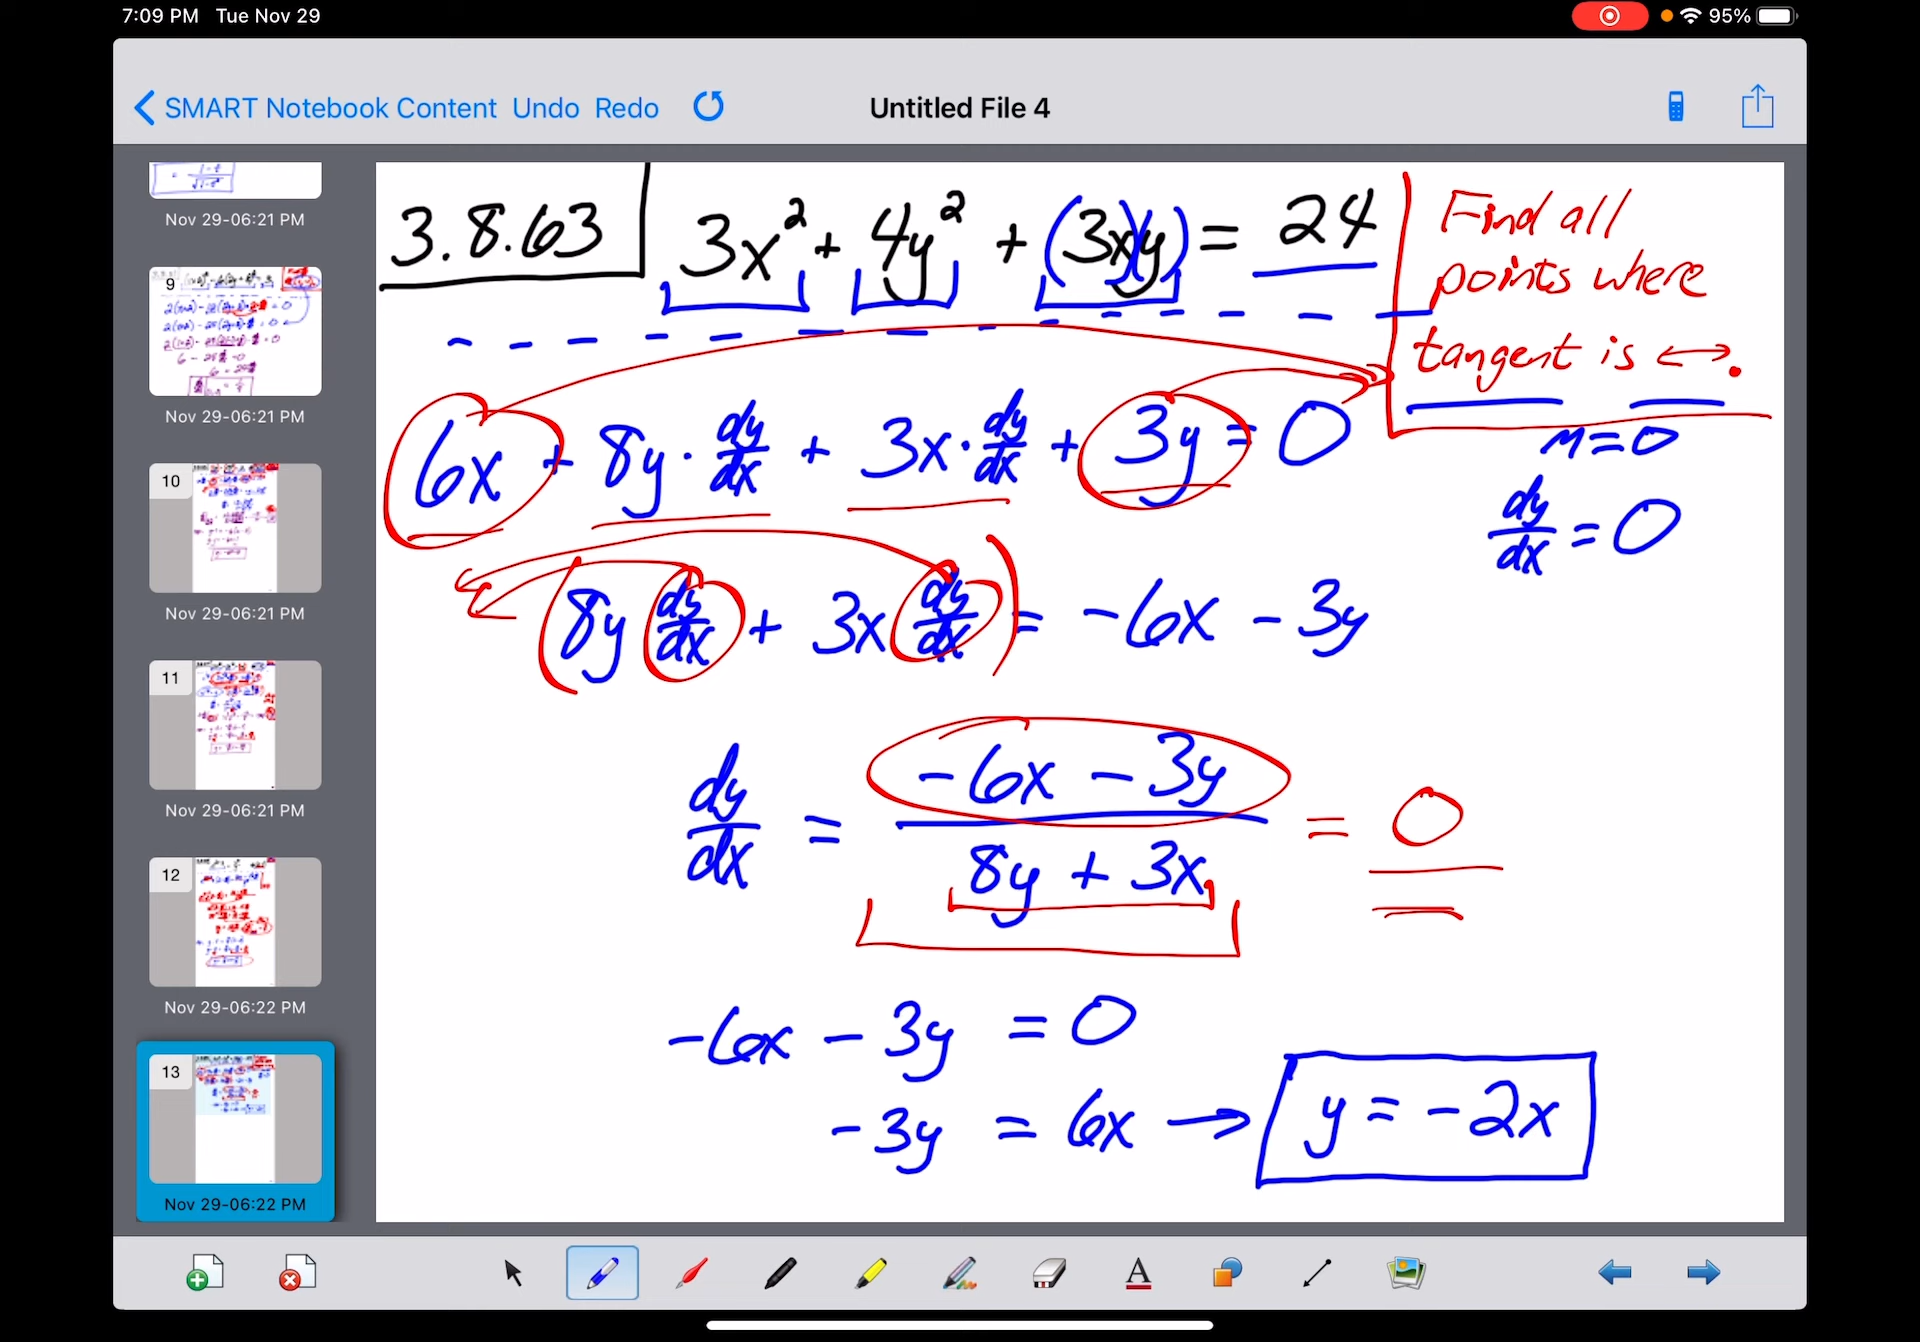 7:09 PM Tue Nov 29 95%
SMART Notebook Content Undo Redo Untitled File 4
Nov 29-06:21 PM
9
Nov 29-06:21 PM
10
Nov 29-06:21 PM
11
Nov 29-06:21 PM
12
Nov 29-06:22 PM
13
Nov 29-06:22 PM
3.8.63 3x² + 4y² + (3x)(y) = 24
Find all
points where
tangent is ↔.
m = 0
dy/dx = 0
6x + 8y · dy/dx + 3x · dy/dx + 3y = 0
(8y dy/dx + 3x dy/dx) = -6x - 3y
dy/dx = (-6x - 3y)/(8y + 3x) = 0
-6x - 3y = 0
-3y = 6x → y = -2x